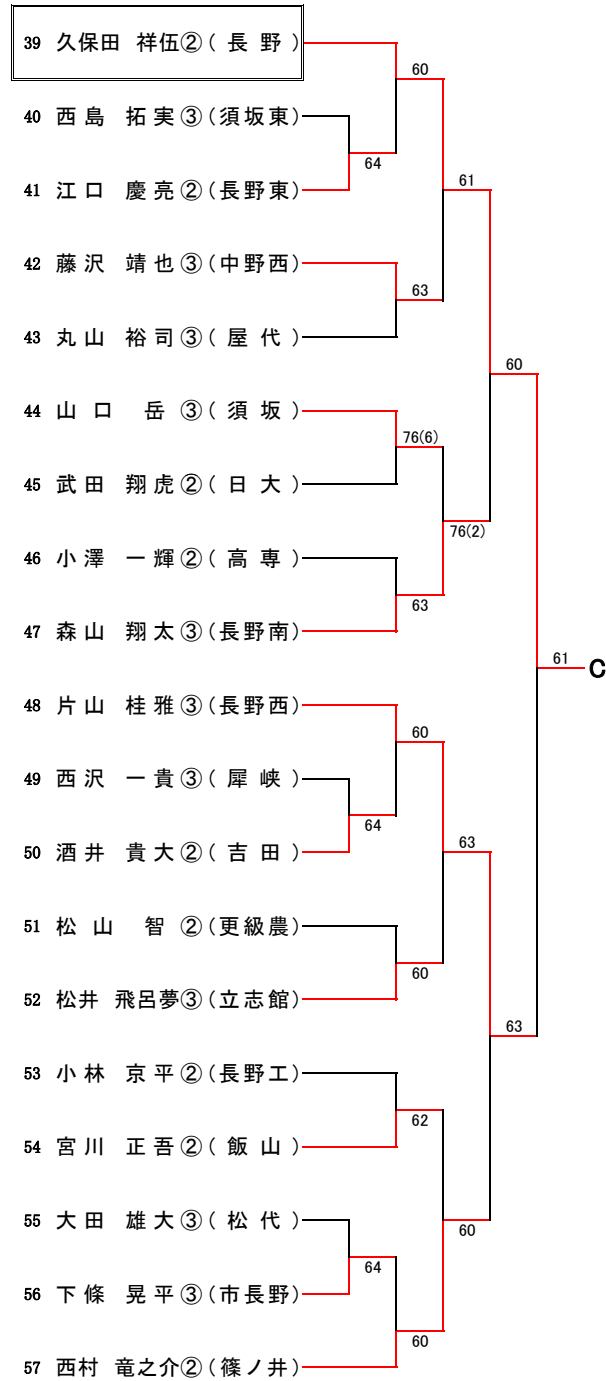 39 久保田 祥伍②(長野)
60
40 西島 拓実③(須坂東)
64
41 江口 慶亮②(長野東)
61
42 藤沢 靖也③(中野西)
63
43 丸山 裕司③(屋代)
60
44 山口 岳③(須坂)
76(6)
45 武田 翔虎②(日大)
76(2)
46 小澤 一輝②(高専)
63
47 森山 翔太③(長野南)
61 C
48 片山 桂雅③(長野西)
60
49 西沢 一貴③(犀峡)
64
50 酒井 貴大②(吉田)
63
51 松山 智②(更級農)
60
52 松井 飛呂夢③(立志館)
63
53 小林 京平②(長野工)
62
54 宮川 正吾②(飯山)
55 大田 雄大③(松代)
60
64
56 下條 晃平③(市長野)
60
57 西村 竜之介②(篠ノ井)